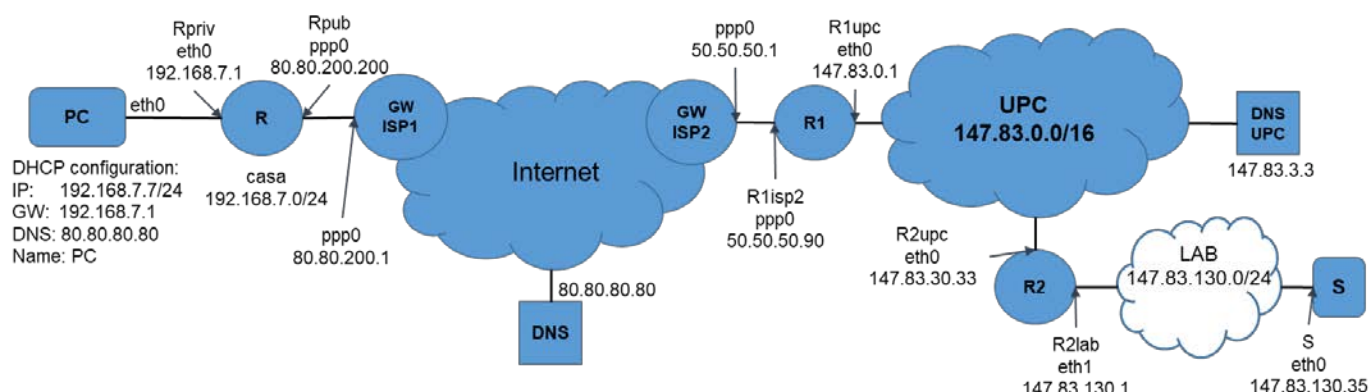 PC
eth0
DHCP configuration:
IP: 192.168.7.7/24
GW: 192.168.7.1
DNS: 80.80.80.80
Name: PC
Rpriv
eth0
192.168.7.1
R
Rpub
ppp0
80.80.200.200
casa
192.168.7.0/24
GW
ISP1
ppp0
80.80.200.1
Internet
80.80.80.80
DNS
GW
ISP2
ppp0
50.50.50.1
R1isp2
ppp0
50.50.50.90
R1
R1upc
eth0
147.83.0.1
UPC
147.83.0.0/16
DNS
UPC
147.83.3.3
R2upc
eth0
147.83.30.33
R2
R2lab
eth1
147.83.130.1
LAB
147.83.130.0/24
S
S
eth0
147.83.130.35